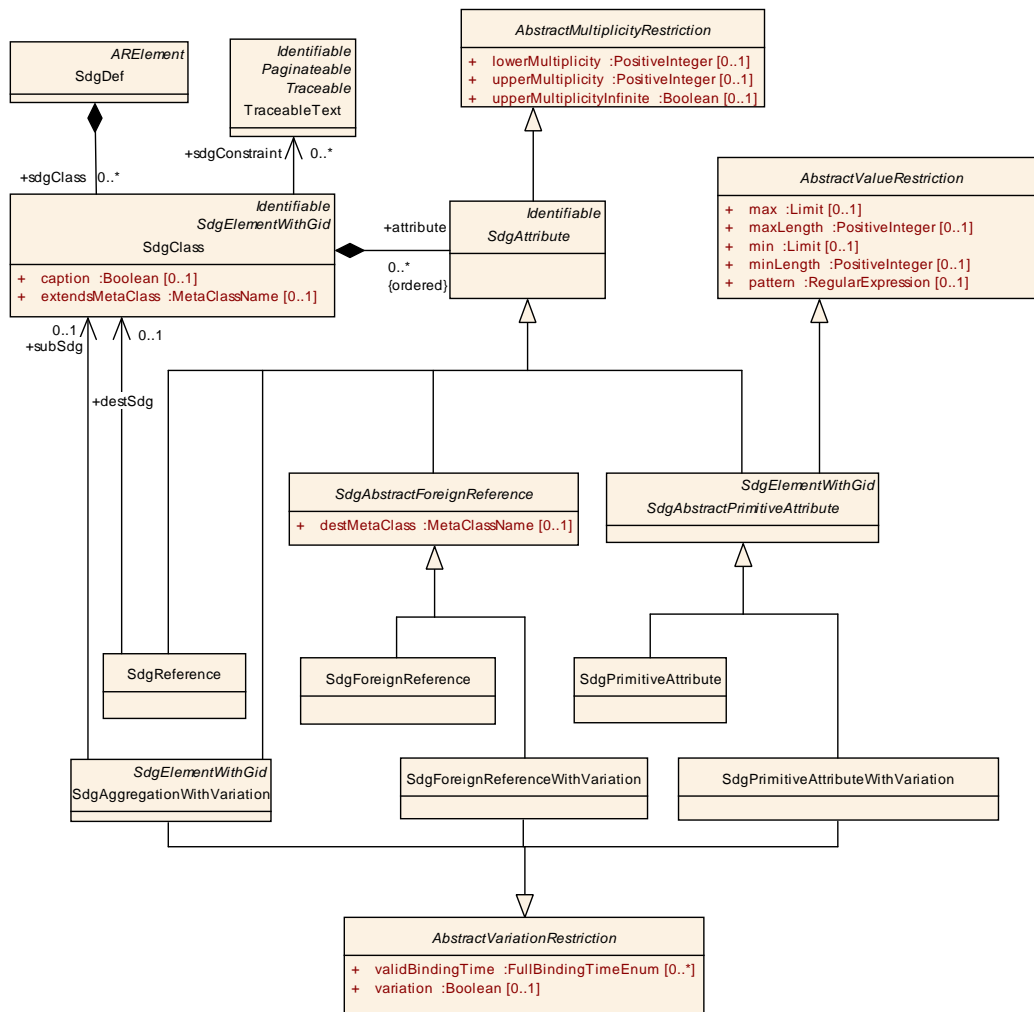 AbstractMultiplicityRestriction
+ lowerMultiplicity :PositiveInteger [0..1]
+ upperMultiplicity :PositiveInteger [0..1]
+ upperMultiplicityInfinite :Boolean [0..1]
ARElement
SdgDef
Identifiable
Paginateable
Traceable
TraceableText
+sdgClass 0..*
+sdgConstraint 0..*
AbstractValueRestriction
+ max :Limit [0..1]
+ maxLength :PositiveInteger [0..1]
+ min :Limit [0..1]
+ minLength :PositiveInteger [0..1]
+ pattern :RegularExpression [0..1]
Identifiable
SdgElementWithGid
SdgClass
+ caption :Boolean [0..1]
+ extendsMetaClass :MetaClassName [0..1]
+attribute
0..*
{ordered}
Identifiable
SdgAttribute
0..1
+subSdg
0..1
+destSdg
SdgAbstractForeignReference
+ destMetaClass :MetaClassName [0..1]
SdgElementWithGid
SdgAbstractPrimitiveAttribute
SdgReference
SdgForeignReference
SdgPrimitiveAttribute
SdgElementWithGid
SdgAggregationWithVariation
SdgForeignReferenceWithVariation
SdgPrimitiveAttributeWithVariation
AbstractVariationRestriction
+ validBindingTime :FullBindingTimeEnum [0..*]
+ variation :Boolean [0..1]